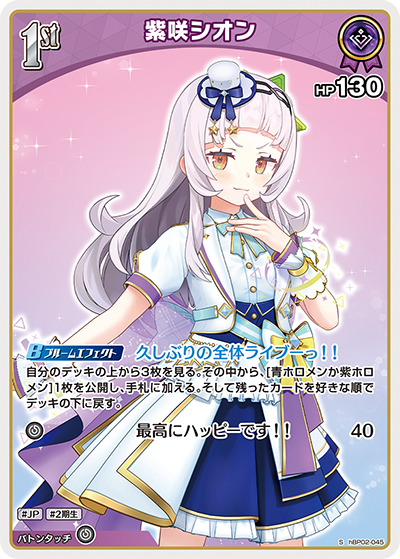 1st
紫咲シオン
HP130
Bブルームエフェクト 久しぶりの全体ライブーっ!!
自分のデッキの上から3枚を見る。その中から、[青ホロメンか紫ホロ
メン]1枚を公開し、手札に加える。そして残ったカードを好きな順で
デッキの下に戻す。
最高にハッピーです!! 40
#JP #2期生
バトンタッチ
S hBP02-045